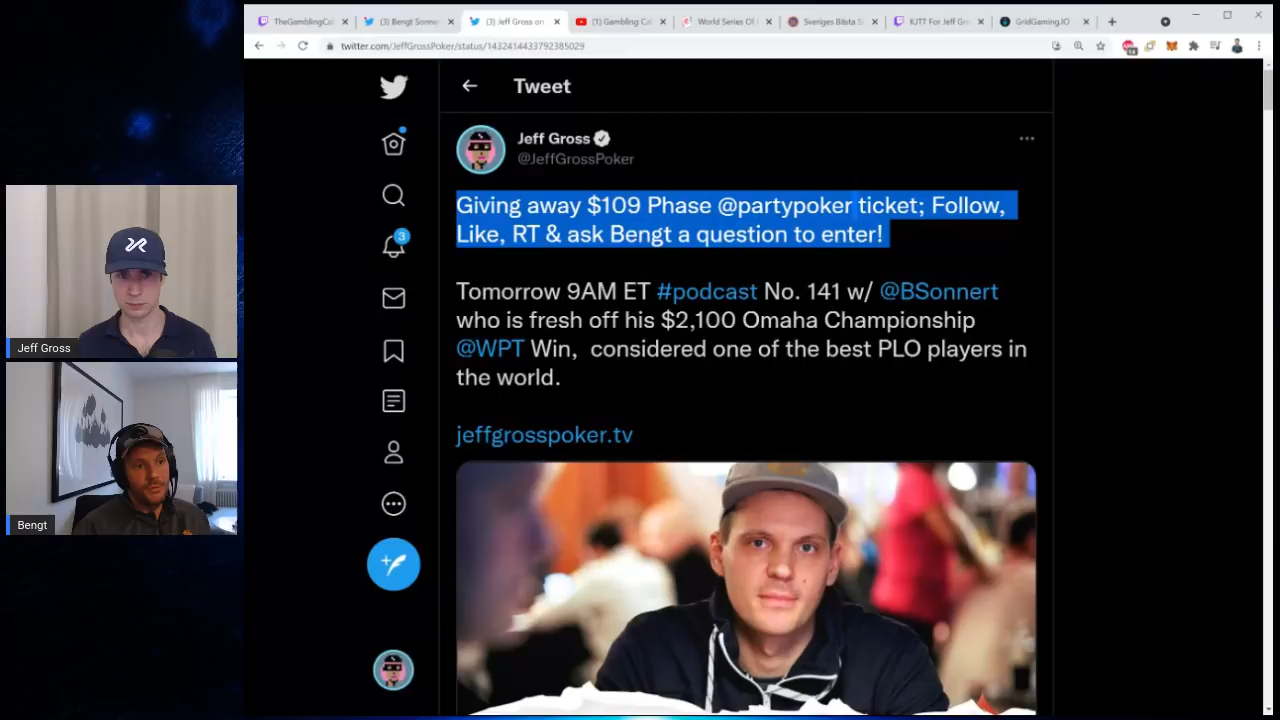 TheGamblingCa
(3) Bengt Sonne
(3) Jeff Gross on
(1) Gambling Ca
World Series Of
Sveriges Bästa S
KJTT For Jeff Gr
GridGaming.IO
twitter.com/JeffGrossPoker/status/1432414433792385029
Tweet
Jeff Gross
@JeffGrossPoker
Giving away $109 Phase @partypoker ticket; Follow,
Like, RT & ask Bengt a question to enter!
3
Tomorrow 9AM ET #podcast No. 141 w/ @BSonnert
who is fresh off his $2,100 Omaha Championship
@WPT Win, considered one of the best PLO players in
the world.
jeffgrosspoker.tv
Jeff Gross
Bengt